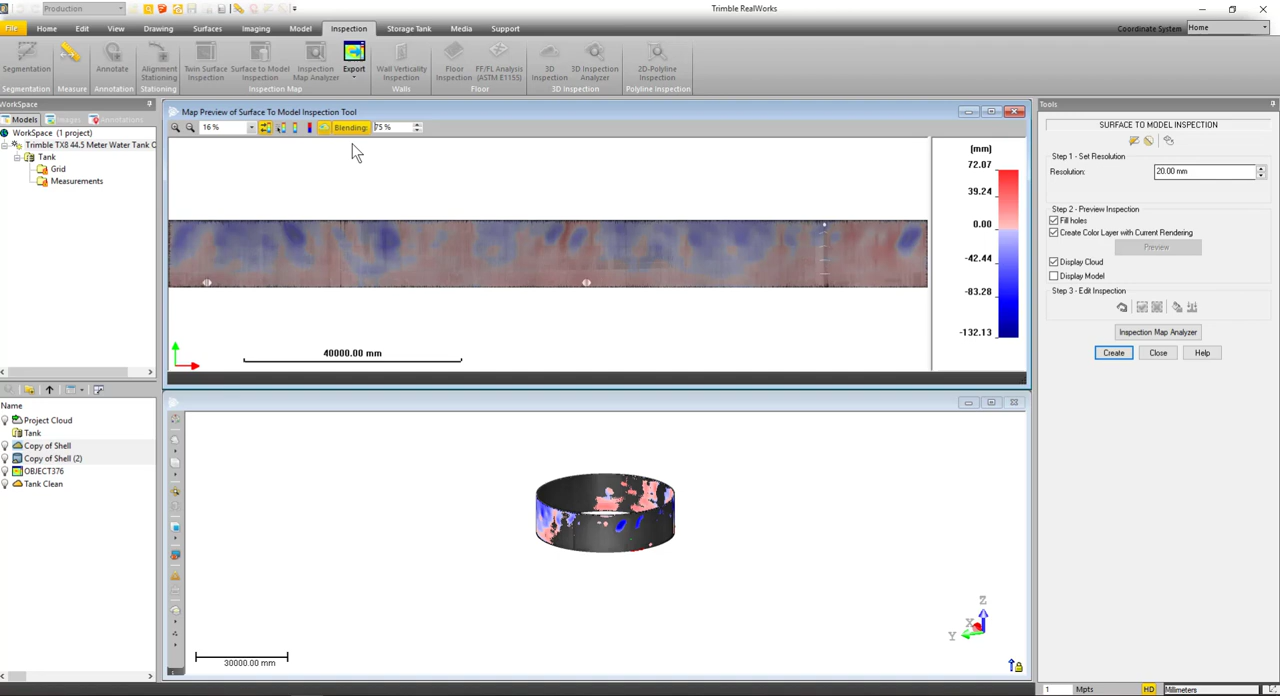 Production
Trimble RealWorks
File
Home
Edit
View
Drawing
Surfaces
Imaging
Model
Inspection
Storage Tank
Media
Support
Coordinate System
Home
Segmentation
Measure
Annotate
Alignment
Stationing
Twin Surface
Inspection
Surface to Model
Inspection
Inspection
Map Analyzer
Export
Wall Verticality
Inspection
Floor
Inspection
FF/FL Analysis
(ASTM E1155)
3D
Inspection
3D Inspection
Analyzer
2D-Polyline
Inspection
Segmentation
Measure
Annotation
Stationing
Inspection Map
Walls
Floor
3D Inspection
Polyline Inspection
WorkSpace
Models
Images
Annotations
WorkSpace (1 project)
Trimble TX8 44.5 Meter Water Tank C
Tank
Grid
Measurements
Name
Project Cloud
Tank
Copy of Shell
Copy of Shell (2)
OBJECT376
Tank Clean
Map Preview of Surface To Model Inspection Tool
16 %
Blending:
75 %
(mm)
72.07
39.24
0.00
-42.44
-83.28
-132.13
40000.00 mm
30000.00 mm
Z
X
Y
Tools
SURFACE TO MODEL INSPECTION
Step 1 - Set Resolution
Resolution:
20.00 mm
Step 2 - Preview Inspection
Fill holes
Create Color Layer with Current Rendering
Preview
Display Cloud
Display Model
Step 3 - Edit Inspection
Inspection Map Analyzer
Create
Close
Help
1
Mpts
HD
Millimeters